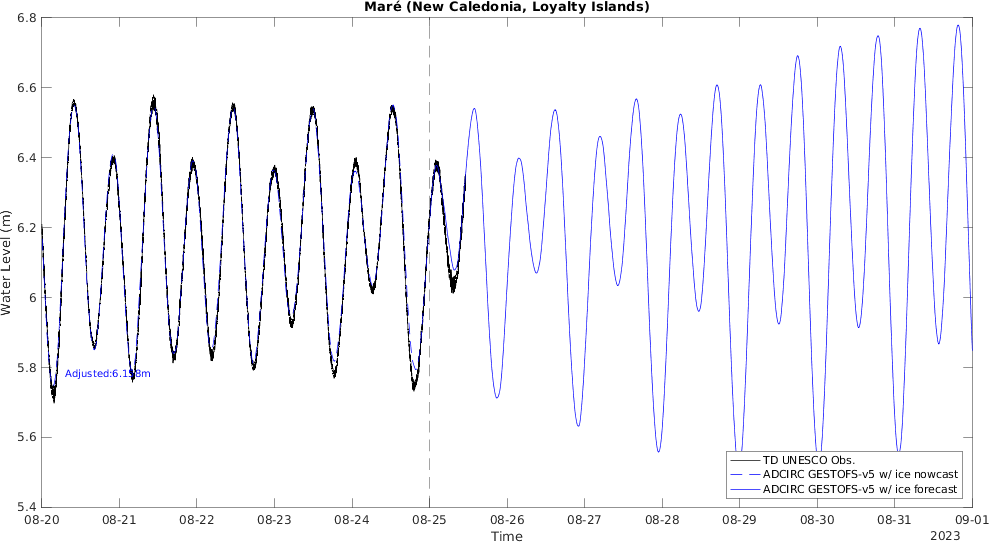 Maré (New Caledonia, Loyalty Islands)
6.8
6.6
6.4
6.2
6
5.8
5.6
5.4
Water Level (m)
Adjusted:6.158m
TD UNESCO Obs.
ADCIRC GESTOFS-v5 w/ ice nowcast
ADCIRC GESTOFS-v5 w/ ice forecast
08-20 08-21 08-22 08-23 08-24 08-25 08-26 08-27 08-28 08-29 08-30 08-31 09-01
Time
2023